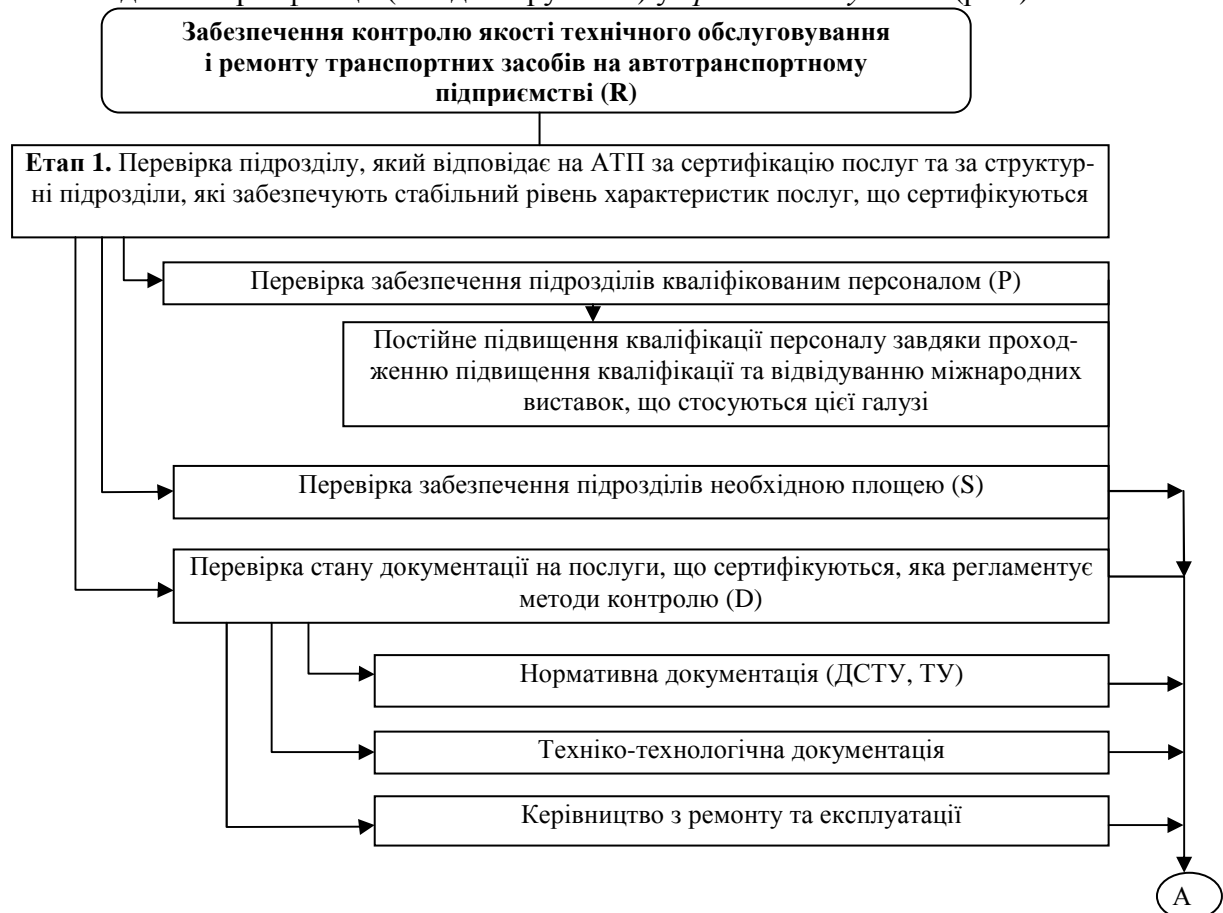 Забезпечення контролю якості технічного обслуговування
і ремонту транспортних засобів на автотранспортному
підприємстві (R)
Етап 1. Перевірка підрозділу, який відповідає на АТП за сертифікацію послуг та за структур-
ні підрозділи, які забезпечують стабільний рівень характеристик послуг, що сертифікуються
Перевірка забезпечення підрозділів кваліфікованим персоналом (P)
Постійне підвищення кваліфікації персоналу завдяки проход-
женню підвищення кваліфікації та відвідуванню міжнародних
виставок, що стосуються цієї галузі
Перевірка забезпечення підрозділів необхідною площею (S)
Перевірка стану документації на послуги, що сертифікуються, яка регламентує
методи контролю (D)
Нормативна документація (ДСТУ, ТУ)
Техніко-технологічна документація
Керівництво з ремонту та експлуатації
А